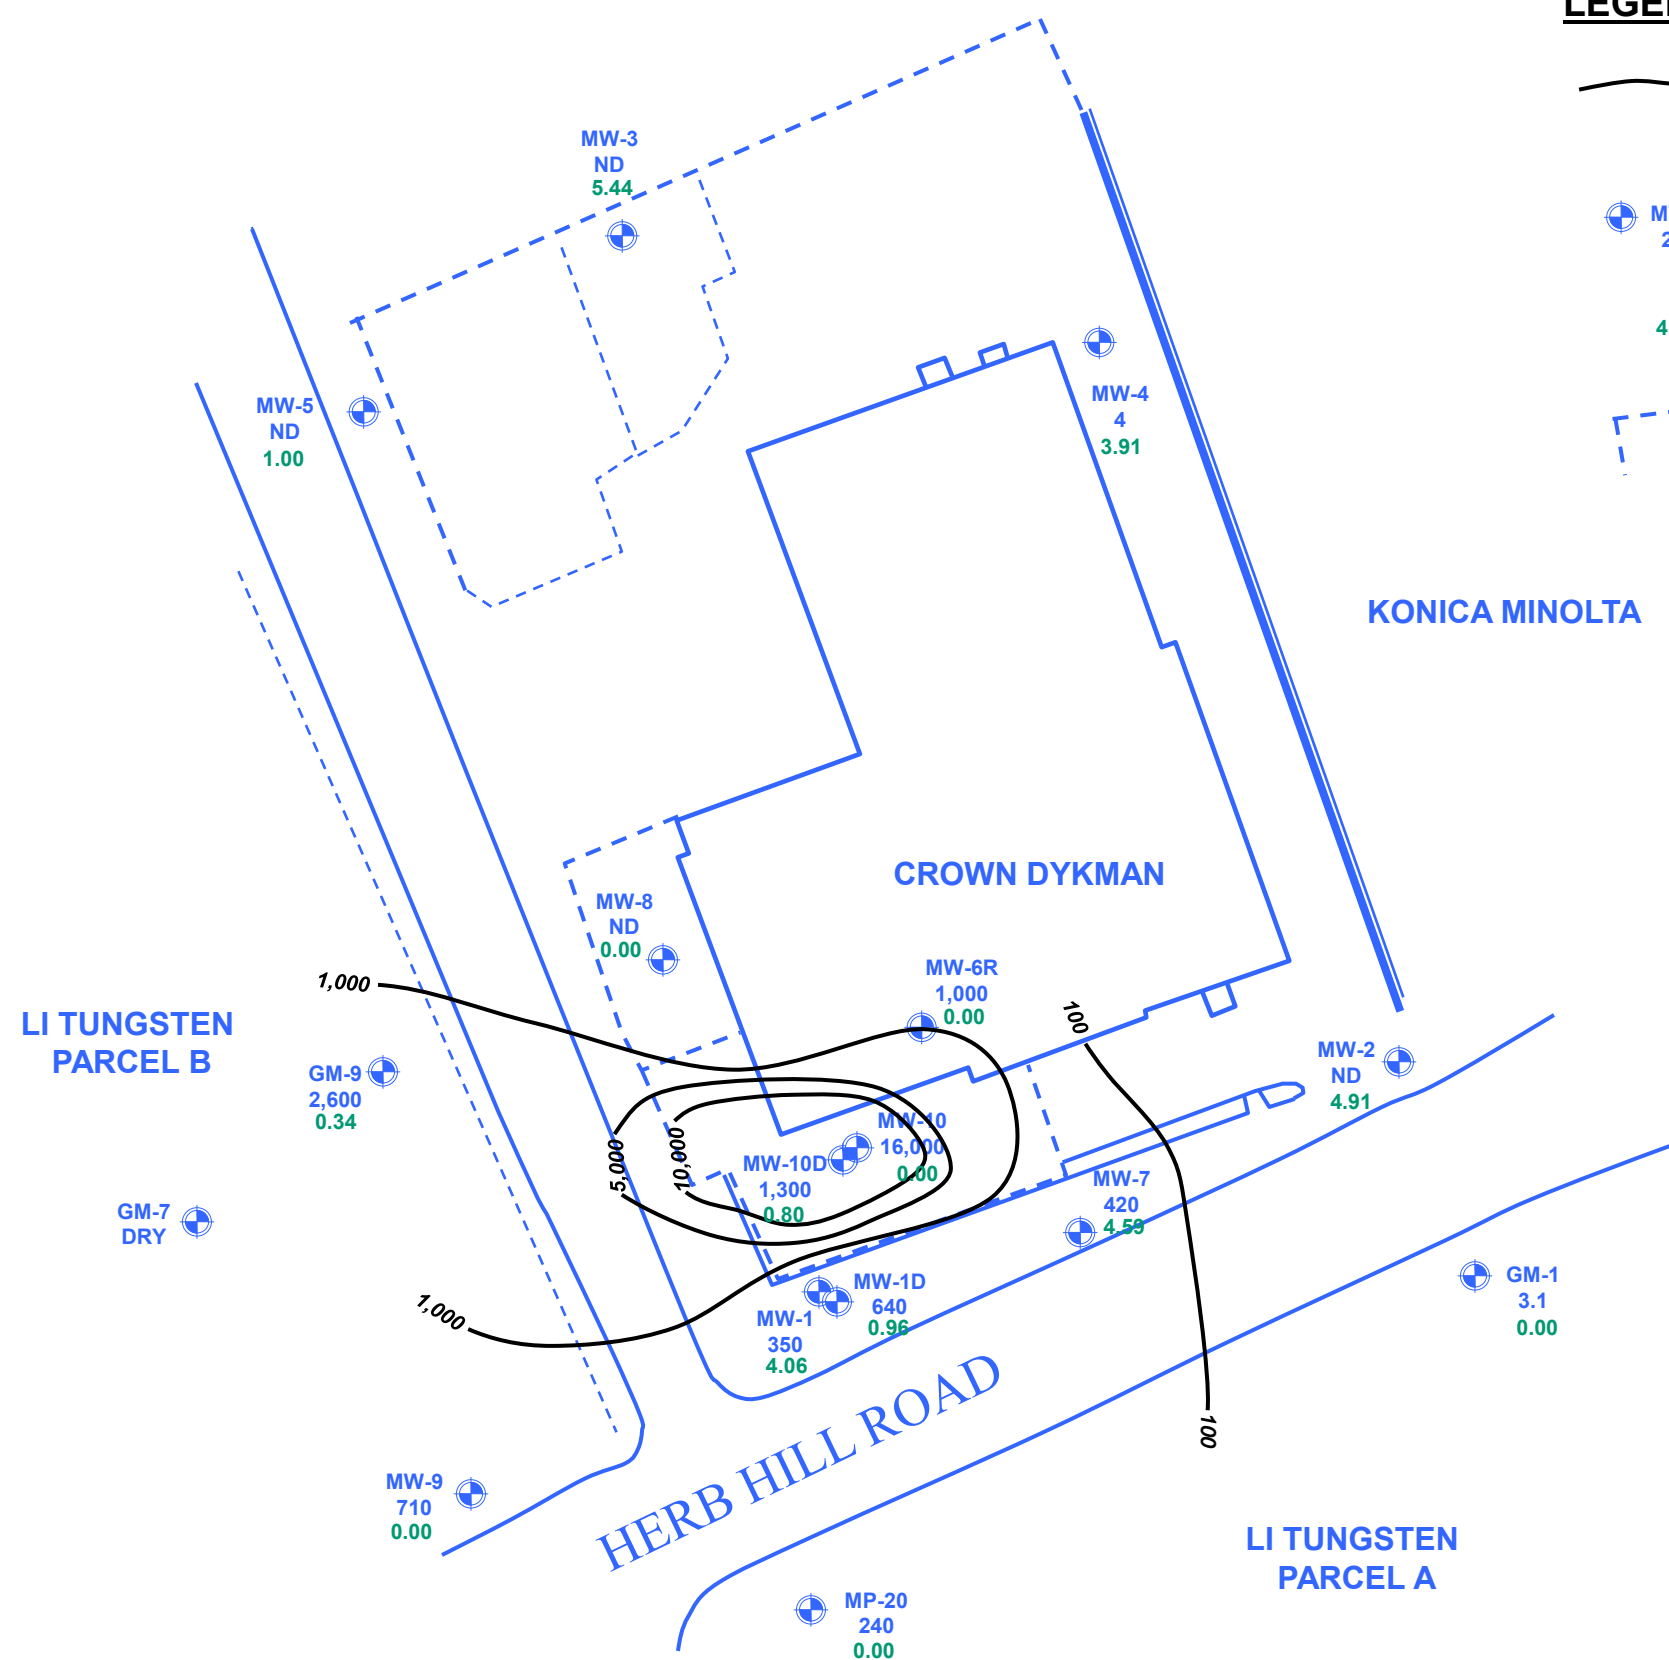 MW-3
ND
5.44
MW-5
ND
1.00
MW-4
4
3.91
KONICA MINOLTA
CROWN DYKMAN
MW-8
ND
0.00
MW-6R
1,000
0.00
1,000
100
LI TUNGSTEN
PARCEL B
GM-9
2,600
0.34
MW-2
ND
4.91
MW-10
16,000
0.00
5,000
10,000
MW-10D
1,300
0.80
MW-7
420
4.59
GM-7
DRY
MW-1D
640
0.96
MW-1
350
4.06
GM-1
3.1
0.00
1,000
HERB HILL ROAD
100
MW-9
710
0.00
LI TUNGSTEN
PARCEL A
MP-20
240
0.00